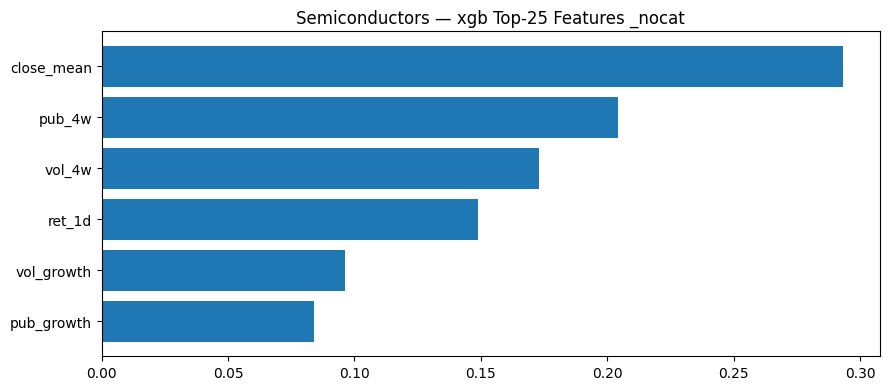 Semiconductors — xgb Top-25 Features _nocat
close_mean
pub_4w
vol_4w
ret_1d
vol_growth
pub_growth
0.00 0.05 0.10 0.15 0.20 0.25 0.30